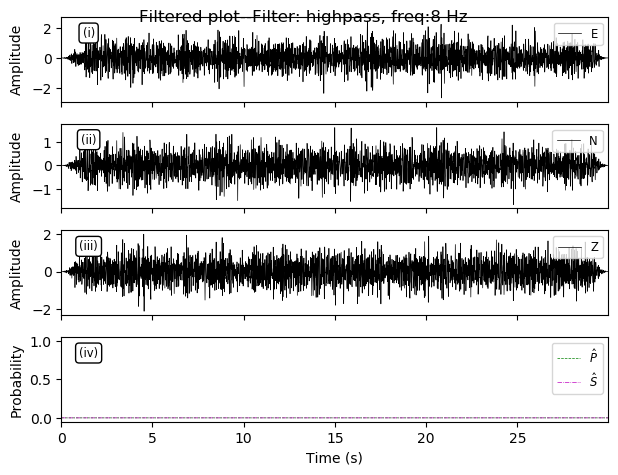 Filtered plot--Filter: highpass, freq:8 Hz
(i)
E
Amplitude
2
0
−2
(ii)
N
Amplitude
1
0
−1
(iii)
Z
Amplitude
2
0
−2
(iv)
P̂
Ŝ
Probability
1.0
0.5
0.0
0 5 10 15 20 25
Time (s)